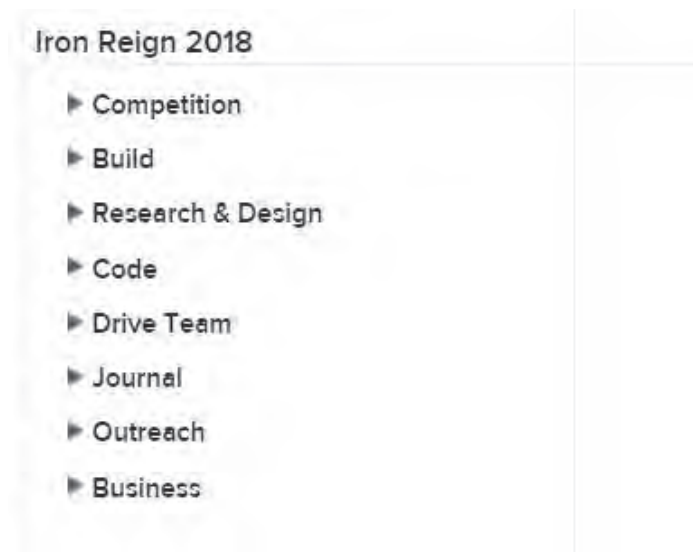 Iron Reign 2018
Competition
Build
Research & Design
Code
Drive Team
Journal
Outreach
Business